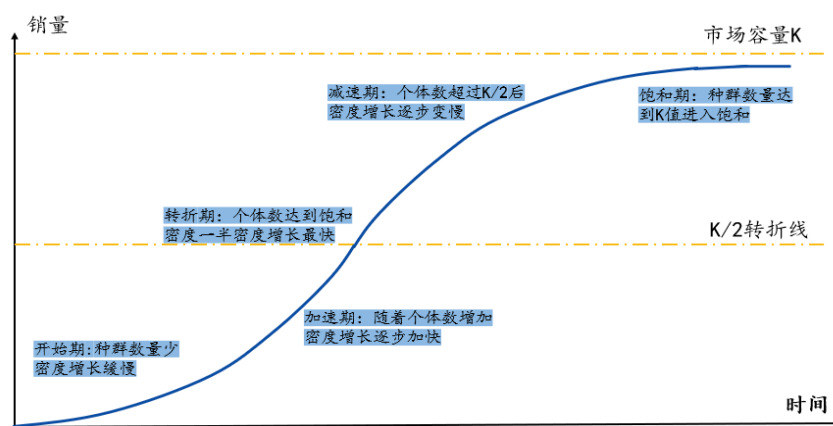 销量
市场容量K
减速期：个体数超过K/2后
密度增长逐步变慢
饱和期：种群数量达
到K值进入饱和
转折期：个体数达到饱和
密度一半密度增长最快
K/2转折线
加速期：随着个体数增加
密度增长逐步加快
开始期:种群数量少
密度增长缓慢
时间